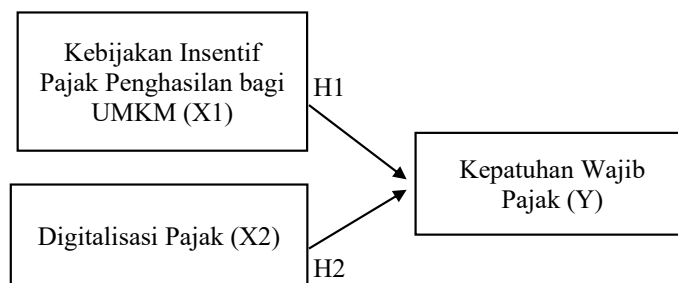 Kebijakan Insentif
Pajak Penghasilan bagi
UMKM (X1)
H1
Kepatuhan Wajib
Pajak (Y)
Digitalisasi Pajak (X2)
H2